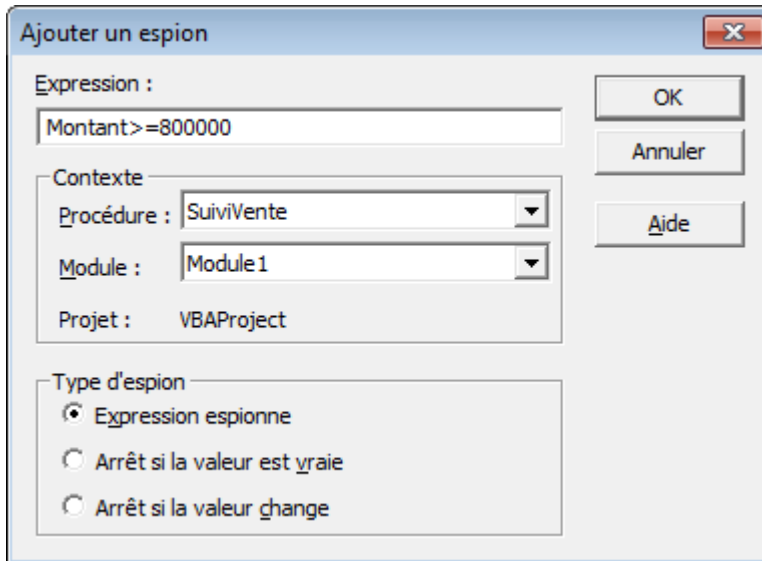 Ajouter un espion
Expression :
OK
Montant>=800000
Annuler
Contexte
Procédure : SuiviVente
Aide
Module : Module1
Projet : VBAProject
Type d'espion
Expression espionne
Arrêt si la valeur est vraie
Arrêt si la valeur change